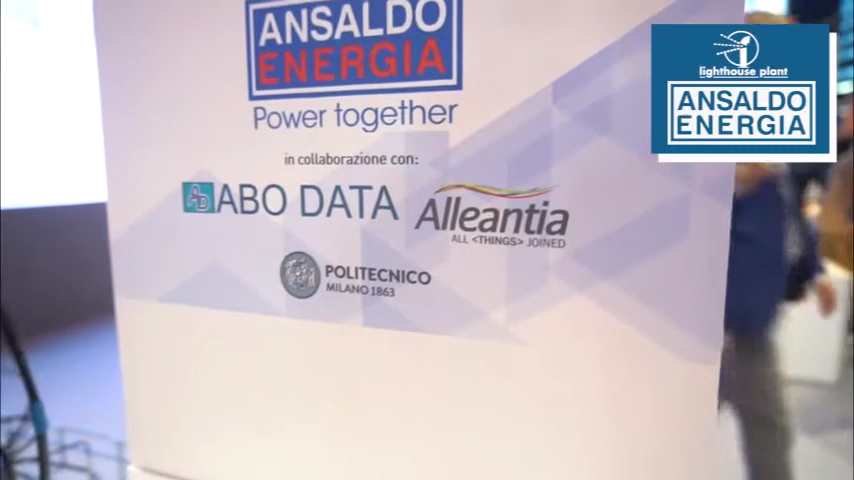 ANSALDO
ENERGIA
Power together
in collaborazione con:
AD ABO DATA
Alleantia
ALL <THINGS> JOINED
POLITECNICO
MILANO 1863
lighthouse plant
ANSALDO
ENERGIA